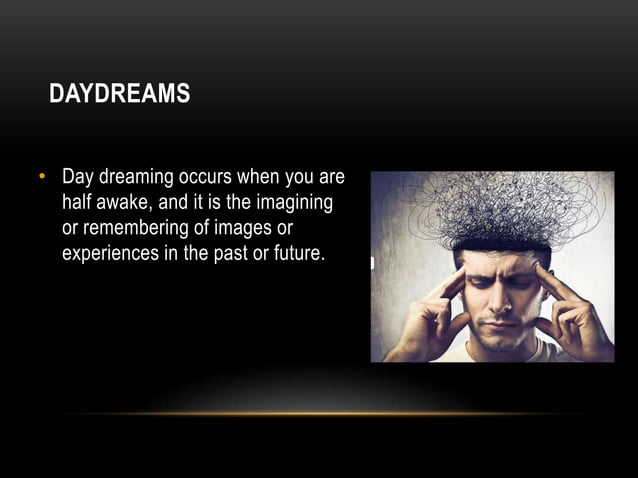 DAYDREAMS
• Day dreaming occurs when you are
half awake, and it is the imagining
or remembering of images or
experiences in the past or future.